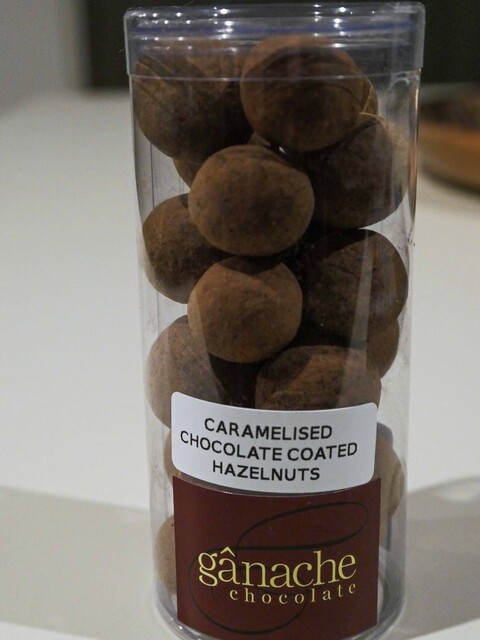 CARAMELISED
CHOCOLATE COATED
HAZELNUTS
gânache
chocolate